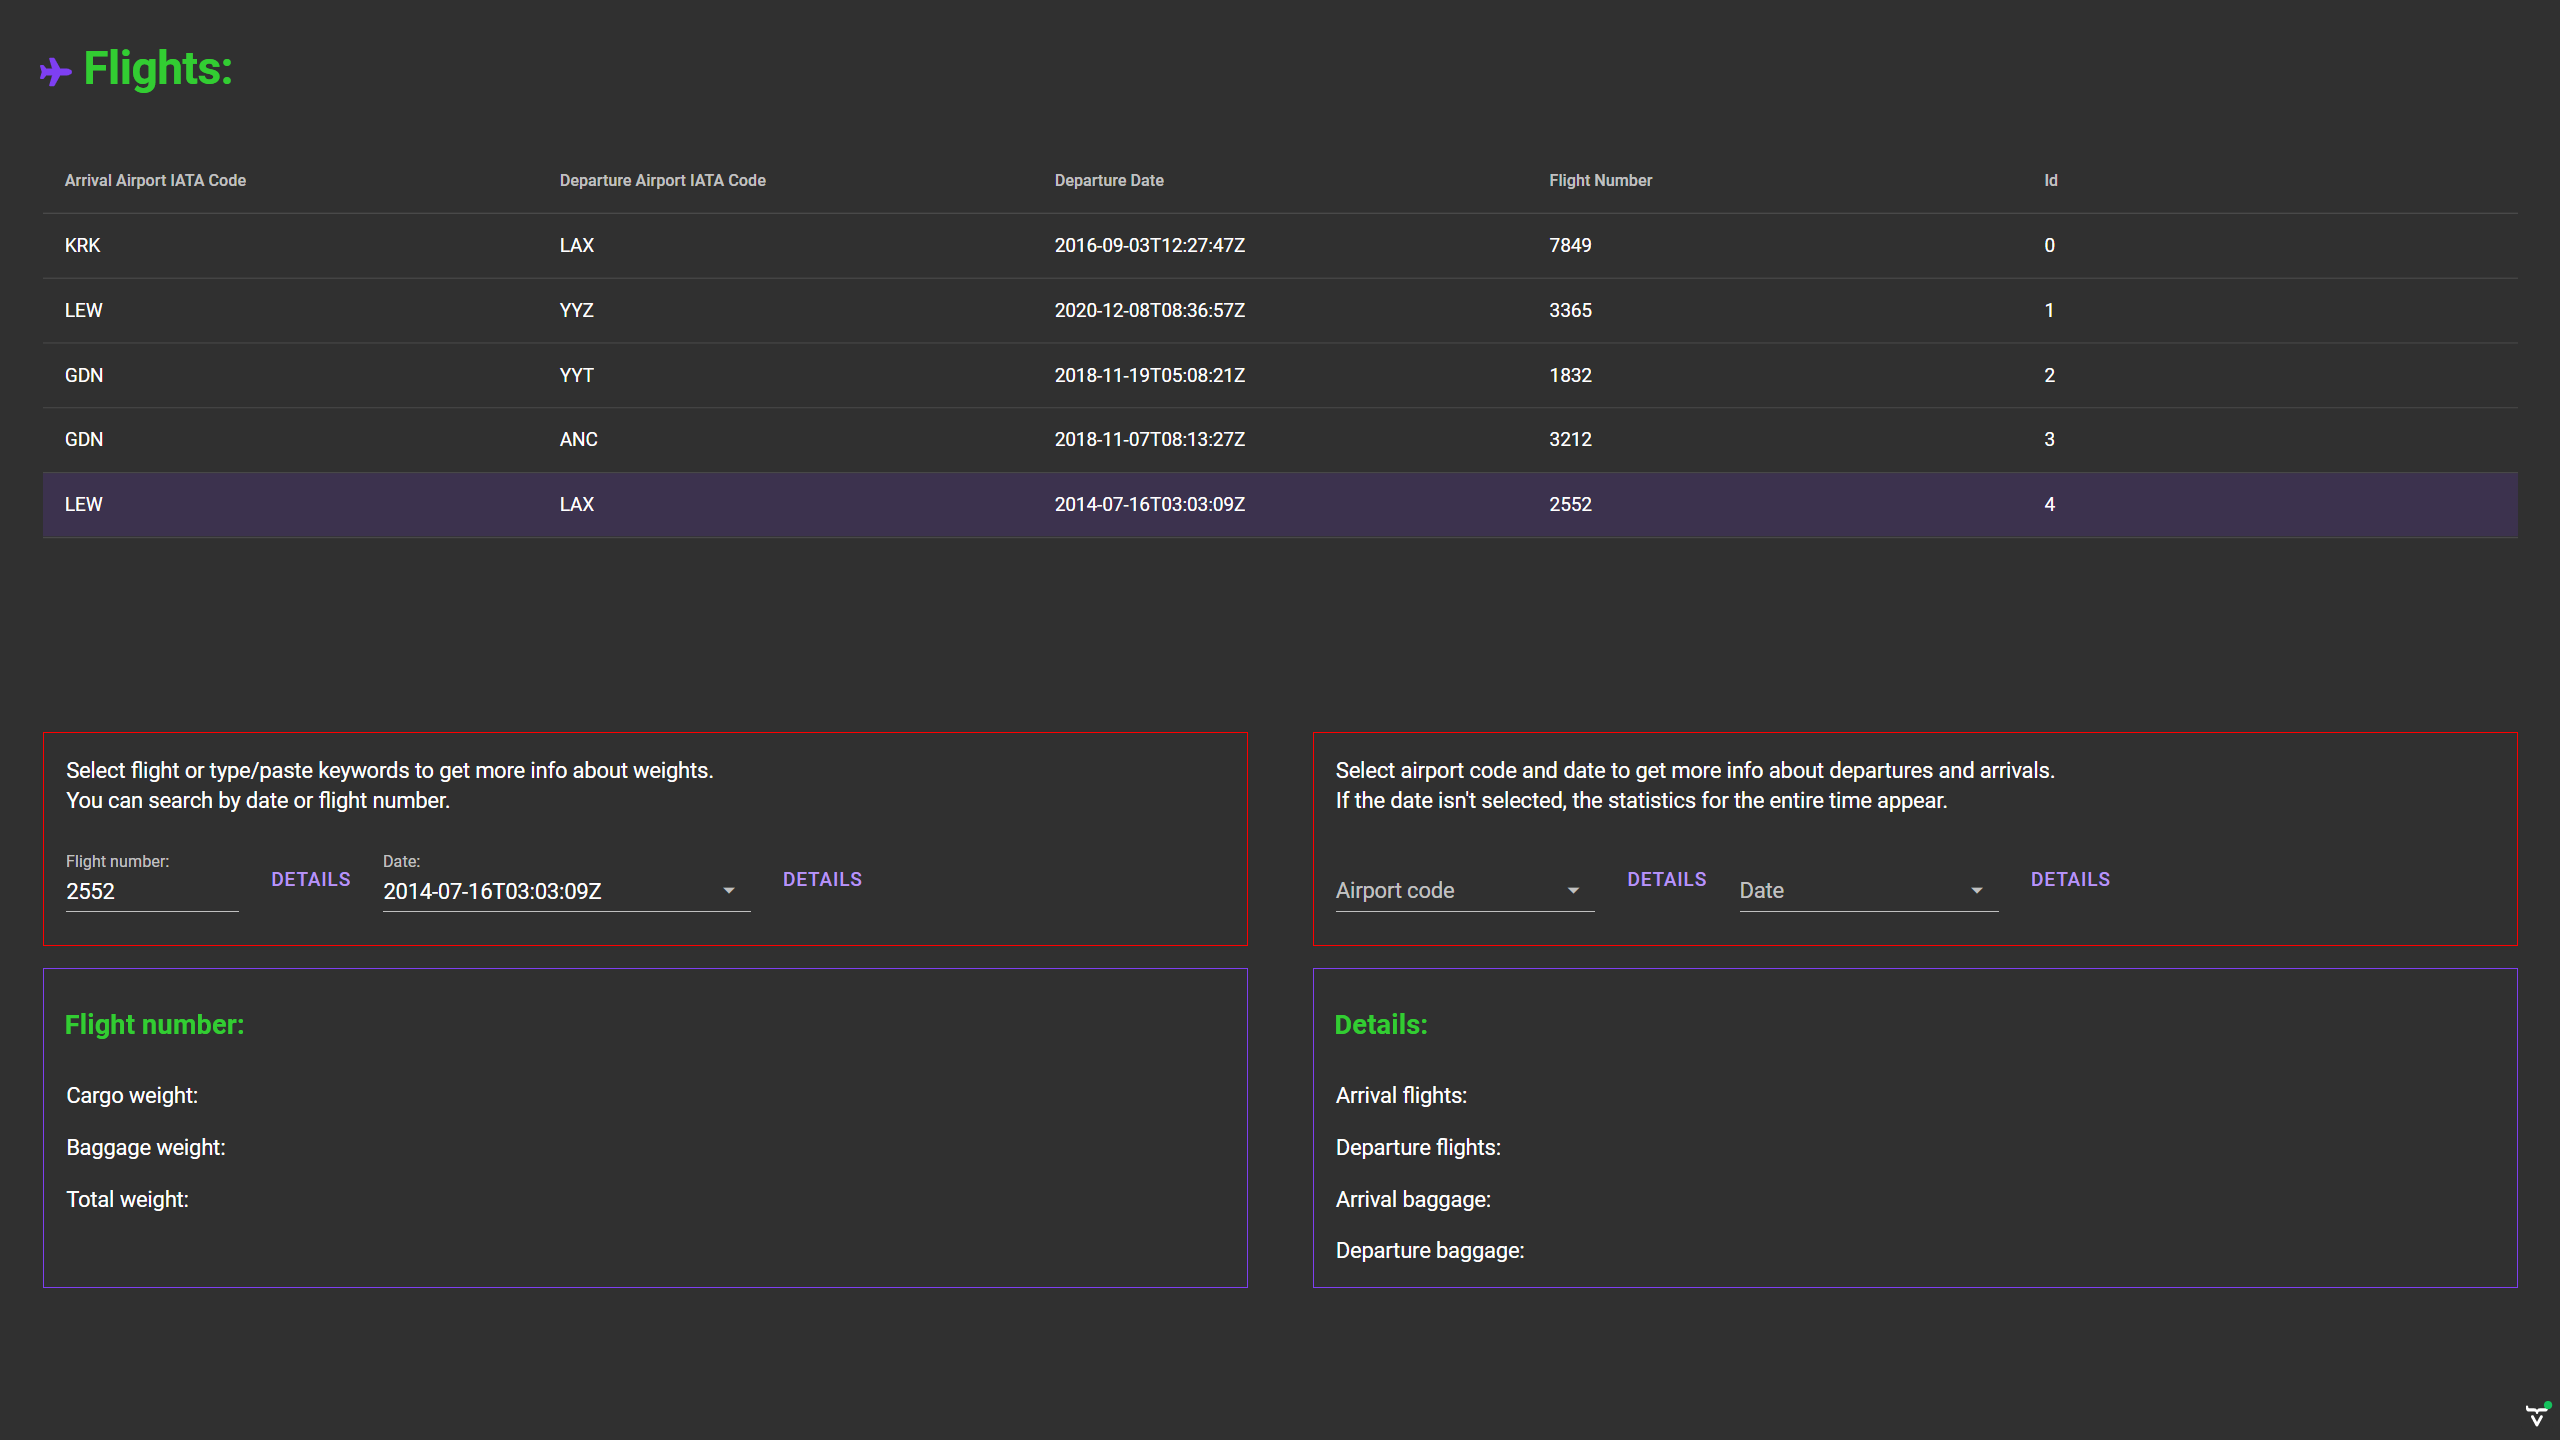 Flights:
Arrival Airport IATA Code Departure Airport IATA Code Departure Date Flight Number Id
KRK LAX 2016-09-03T12:27:47Z 7849 0
LEW YYZ 2020-12-08T08:36:57Z 3365 1
GDN YYT 2018-11-19T05:08:21Z 1832 2
GDN ANC 2018-11-07T08:13:27Z 3212 3
LEW LAX 2014-07-16T03:03:09Z 2552 4
Select flight or type/paste keywords to get more info about weights.
You can search by date or flight number.
Flight number:
2552
DETAILS
Date:
2014-07-16T03:03:09Z
DETAILS
Select airport code and date to get more info about departures and arrivals.
If the date isn't selected, the statistics for the entire time appear.
Airport code
DETAILS
Date
DETAILS
Flight number:
Cargo weight:
Baggage weight:
Total weight:
Details:
Arrival flights:
Departure flights:
Arrival baggage:
Departure baggage: